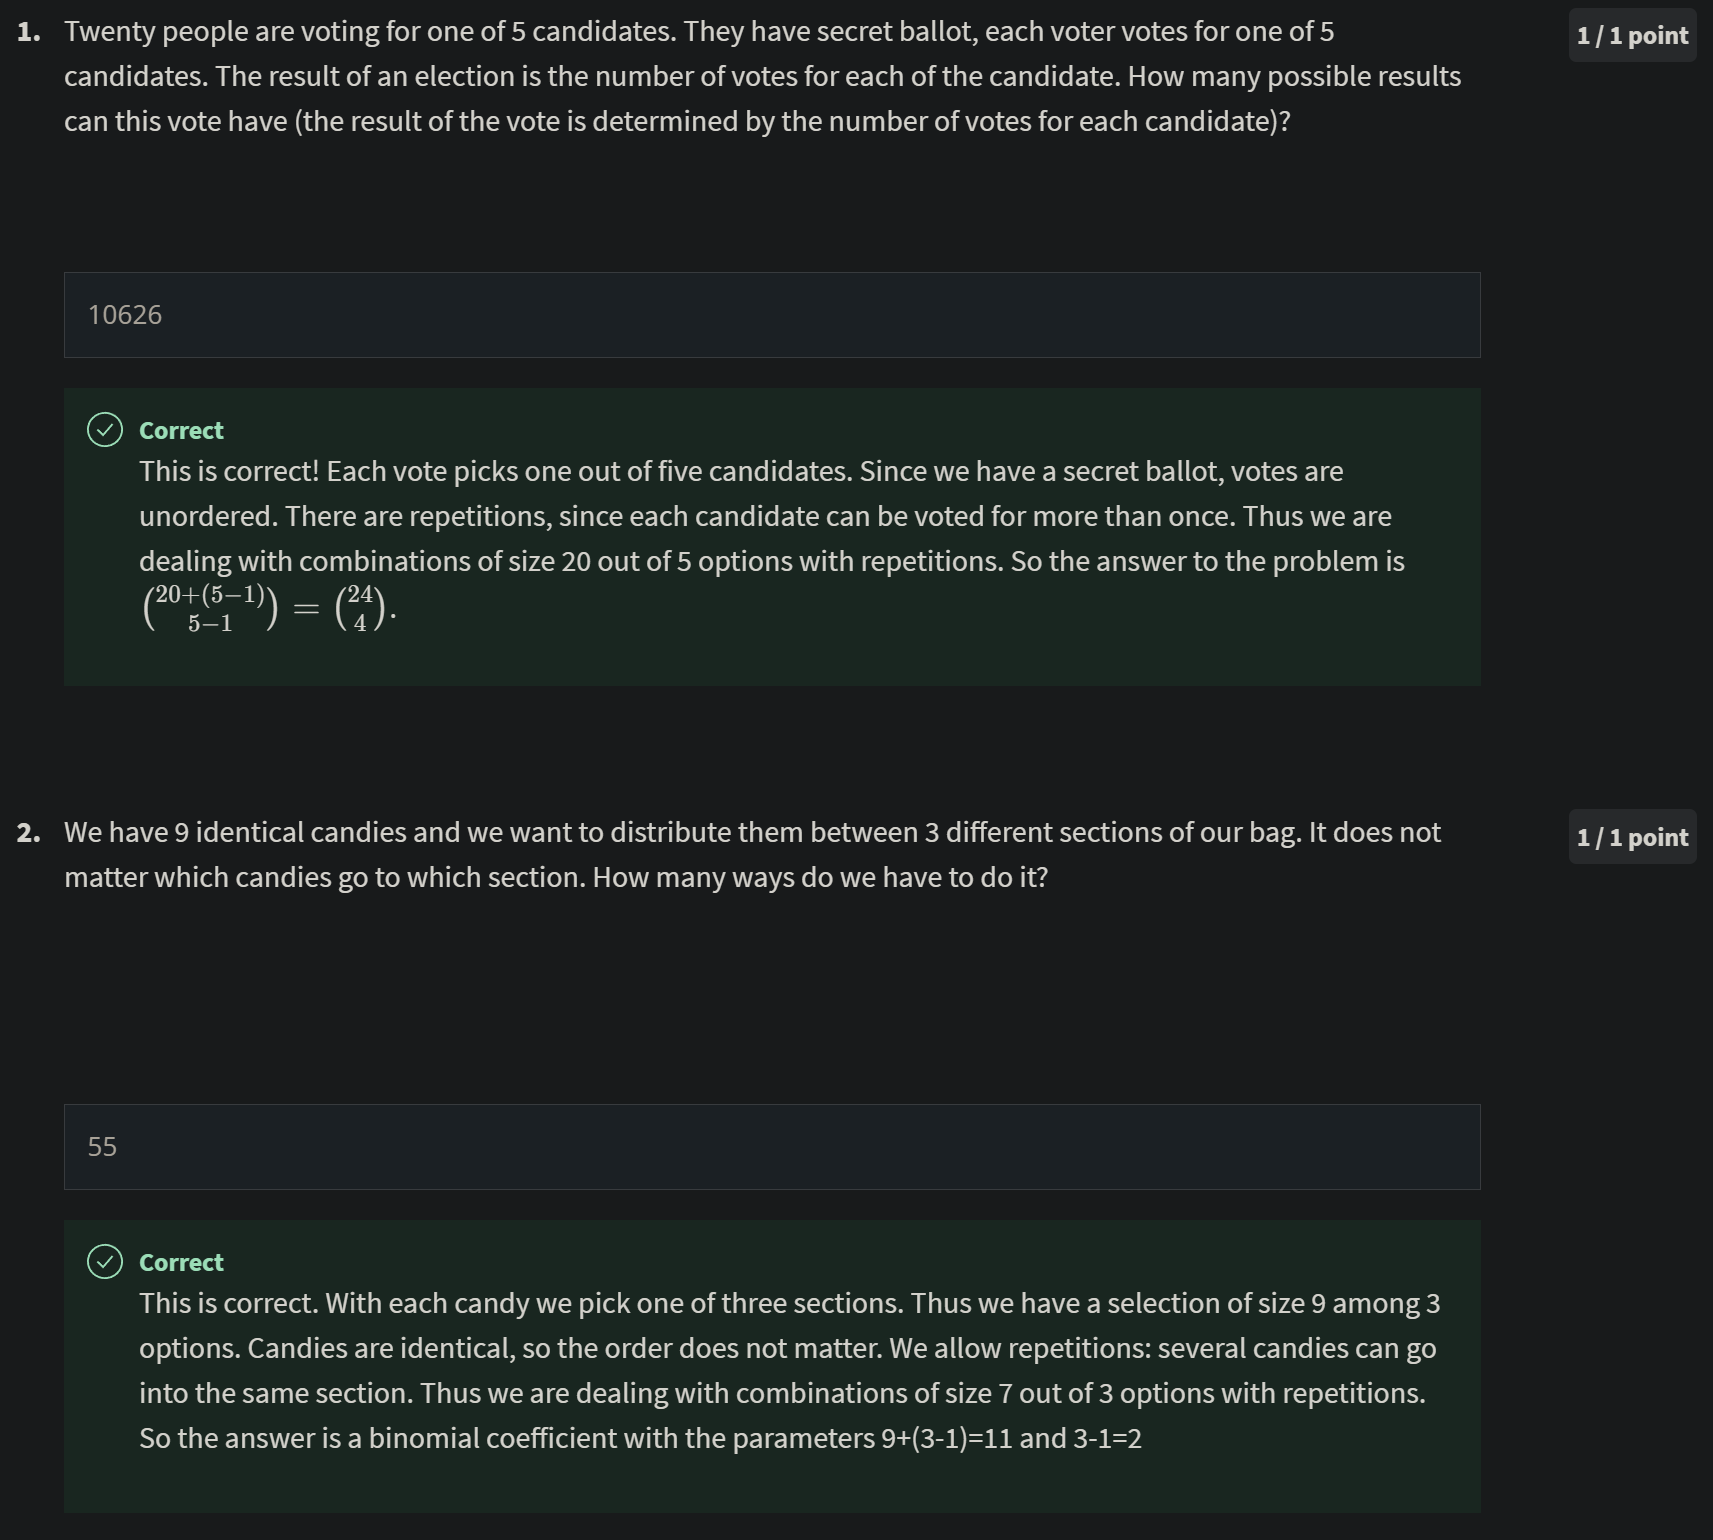 1. Twenty people are voting for one of 5 candidates. They have secret ballot, each voter votes for one of 5
1 / 1 point
candidates. The result of an election is the number of votes for each of the candidate. How many possible results
can this vote have (the result of the vote is determined by the number of votes for each candidate)?
10626
Correct
This is correct! Each vote picks one out of five candidates. Since we have a secret ballot, votes are
unordered. There are repetitions, since each candidate can be voted for more than once. Thus we are
dealing with combinations of size 20 out of 5 options with repetitions. So the answer to the problem is
\binom{20+(5-1)}{5-1} = \binom{24}{4}.
2. We have 9 identical candies and we want to distribute them between 3 different sections of our bag. It does not
1 / 1 point
matter which candies go to which section. How many ways do we have to do it?
55
Correct
This is correct. With each candy we pick one of three sections. Thus we have a selection of size 9 among 3
options. Candies are identical, so the order does not matter. We allow repetitions: several candies can go
into the same section. Thus we are dealing with combinations of size 7 out of 3 options with repetitions.
So the answer is a binomial coefficient with the parameters 9+(3-1)=11 and 3-1=2